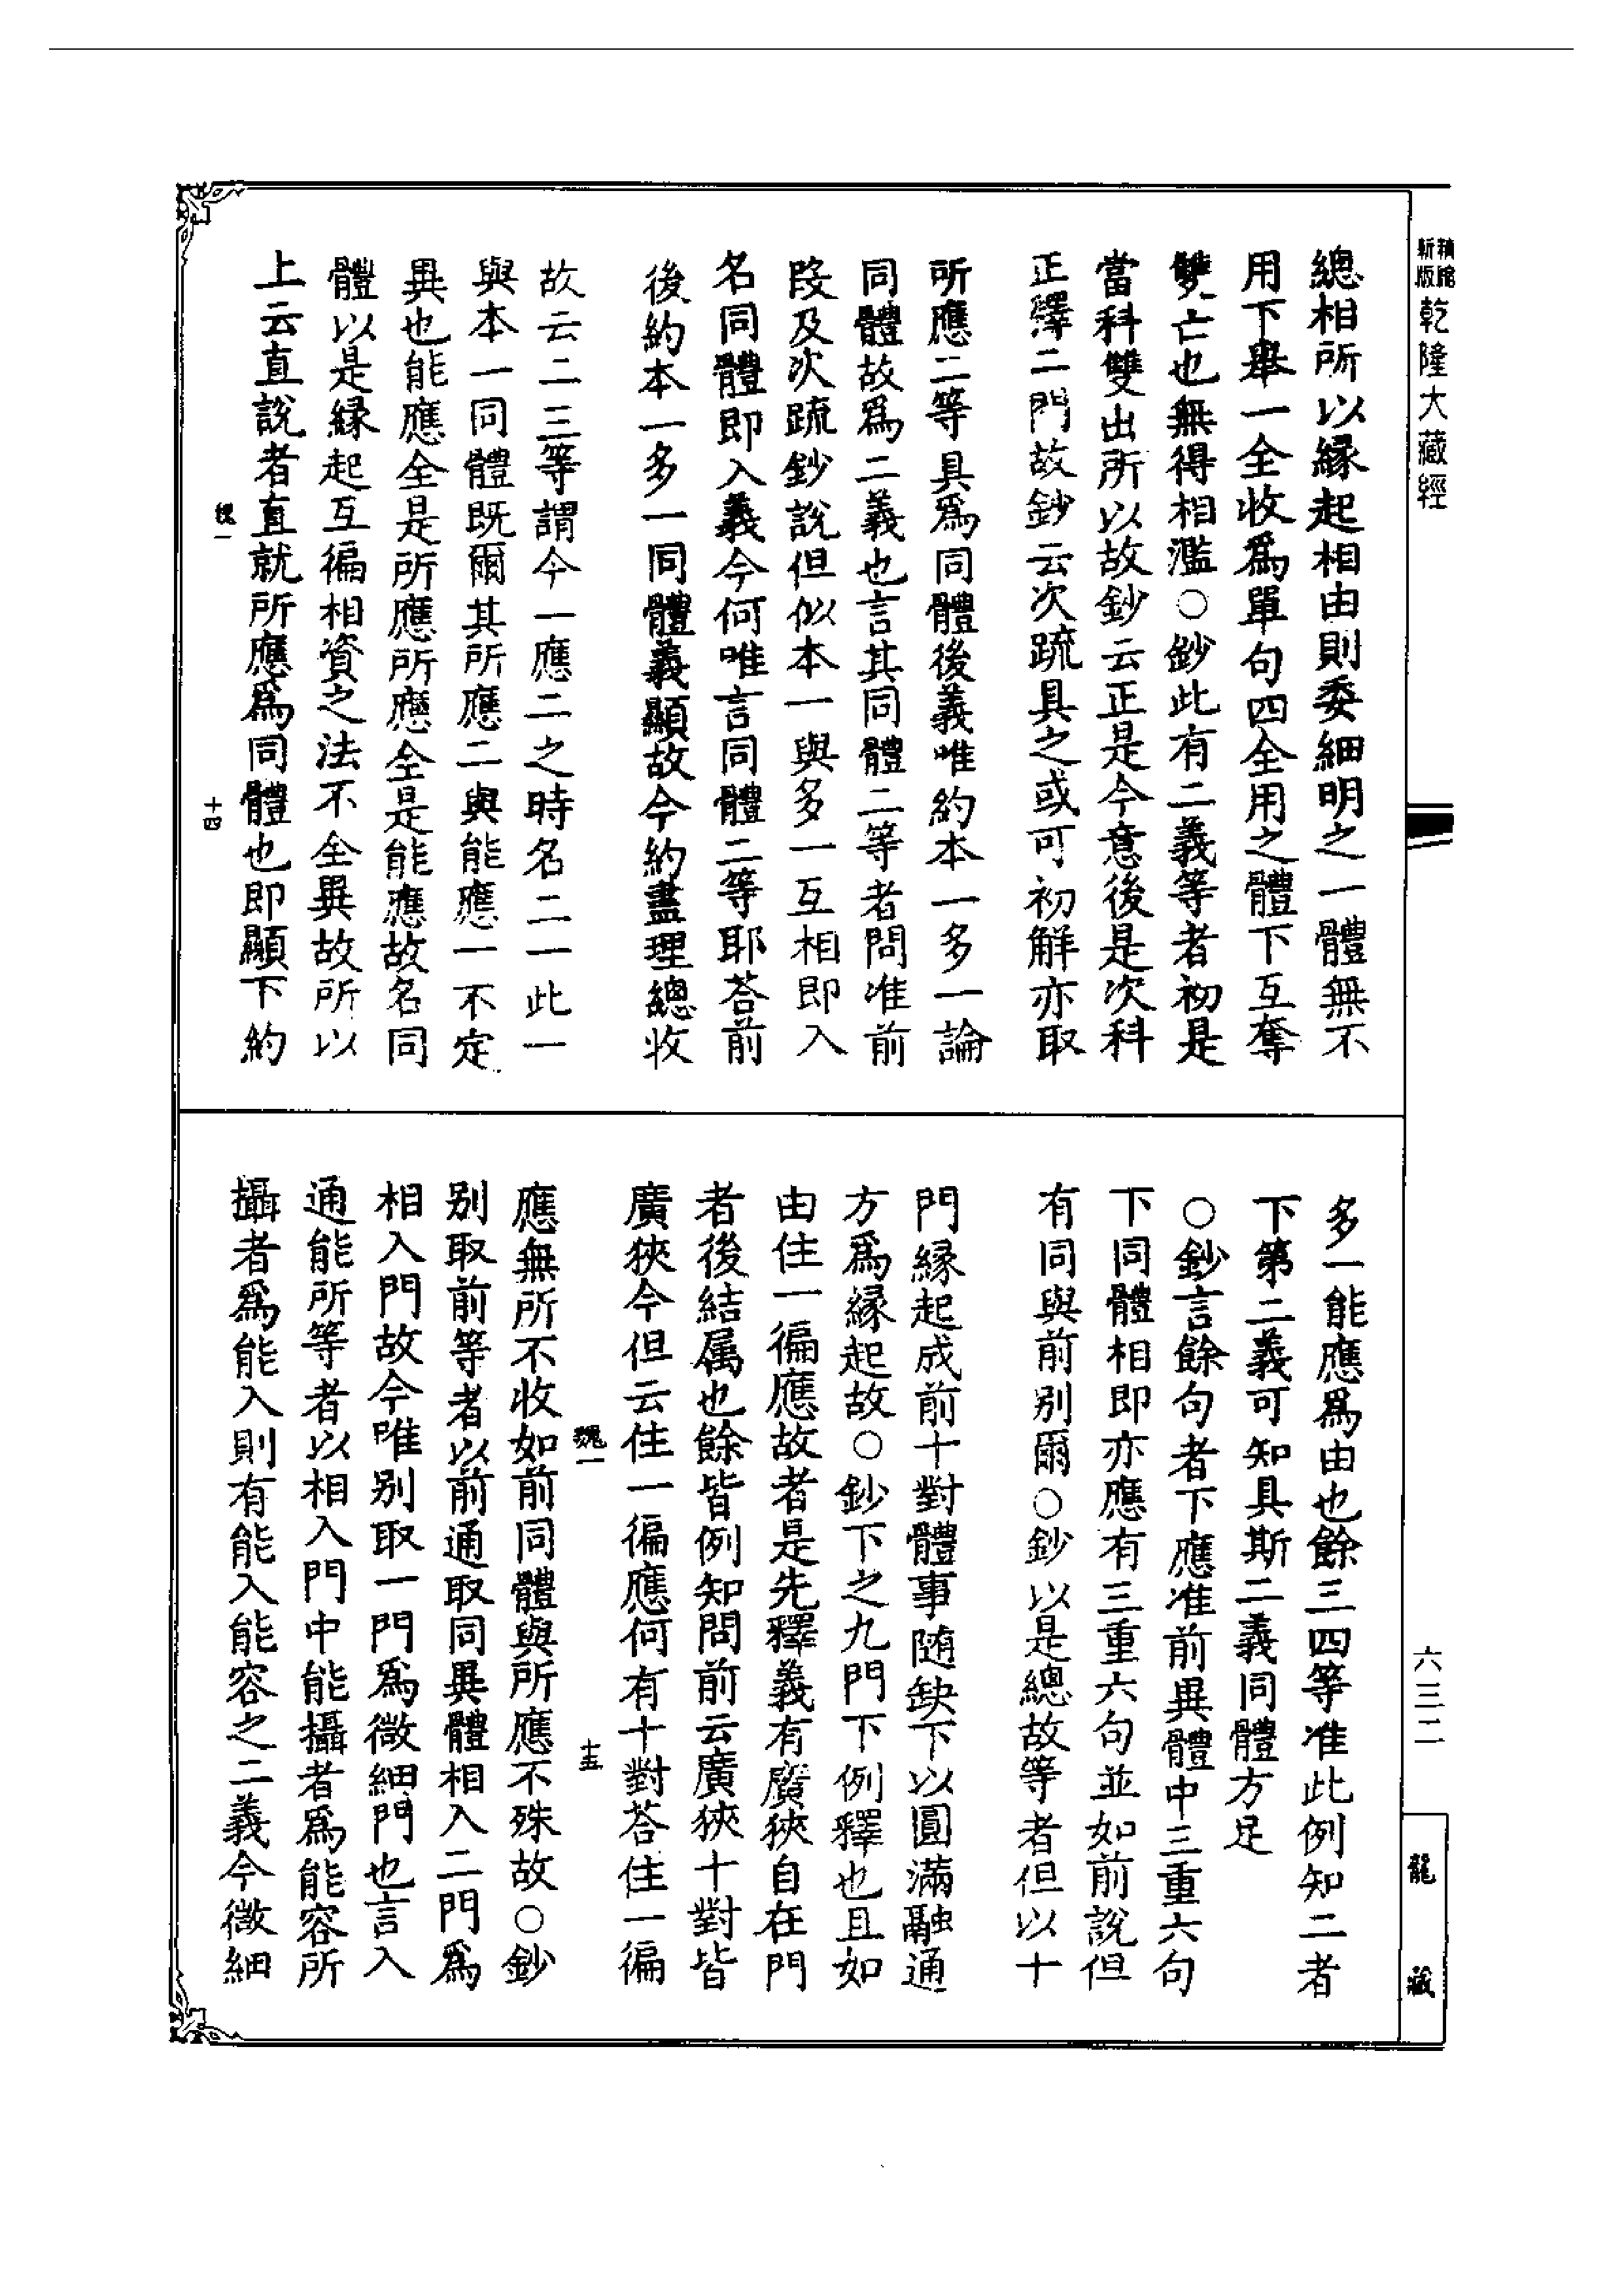 新版
乾隆大藏經
總相所以緣起相由則委細明之一體無不
用下舉一全收為單句四全用之體下互奪
雙亡也無得相濫○鈔此有二義等者初是
當科雙出所以故鈔云正是今意後是次科
正釋二門故鈔云次疏具之或可初解亦取
所應二等具為同體後義唯約本一多一論
同體故為二義也言其同體二等者問准前
段及次疏鈔說但似本一與多一互相即入
名同體即入義今何唯言同體二等耶荅前
後約本一多一同體義顯故今約盡理總收
故云二三等謂今一應二之時名二一此一
與本一同體既爾其所應二與能應一不定
異也能應全是所應所應全是能應故名同
體以是緣起互徧相資之法不全異故所以
上云直說者直就所應為同體也即顯下約
魏一
十四
多一能應為由也餘三四等准此例知二者
下第二義可知具斯二義同體方足
○鈔言餘句者下應准前異體中三重六句
下同體相即亦應有三重六句並如前說但
有同與前別爾○鈔以是總故等者但以十
門緣起成前十對體事随缺下以圓滿融通
方為緣起故○鈔下之九門下例釋也且如
由住一徧應故者是先釋義有廣狹自在門
者後結屬也餘皆例知問前云廣狹十對皆
廣狹今但云住一徧應何有十對荅住一徧
魏一
十五
應無所不收如前同體與所應不殊故○鈔
別取前等者以前通取同異體相入二門為
相入門故今唯別取一門為微細門也言入
通能所等者以相入門中能攝者為能容所
攝者為能入則有能入能容之二義今微細
六三二
龍藏